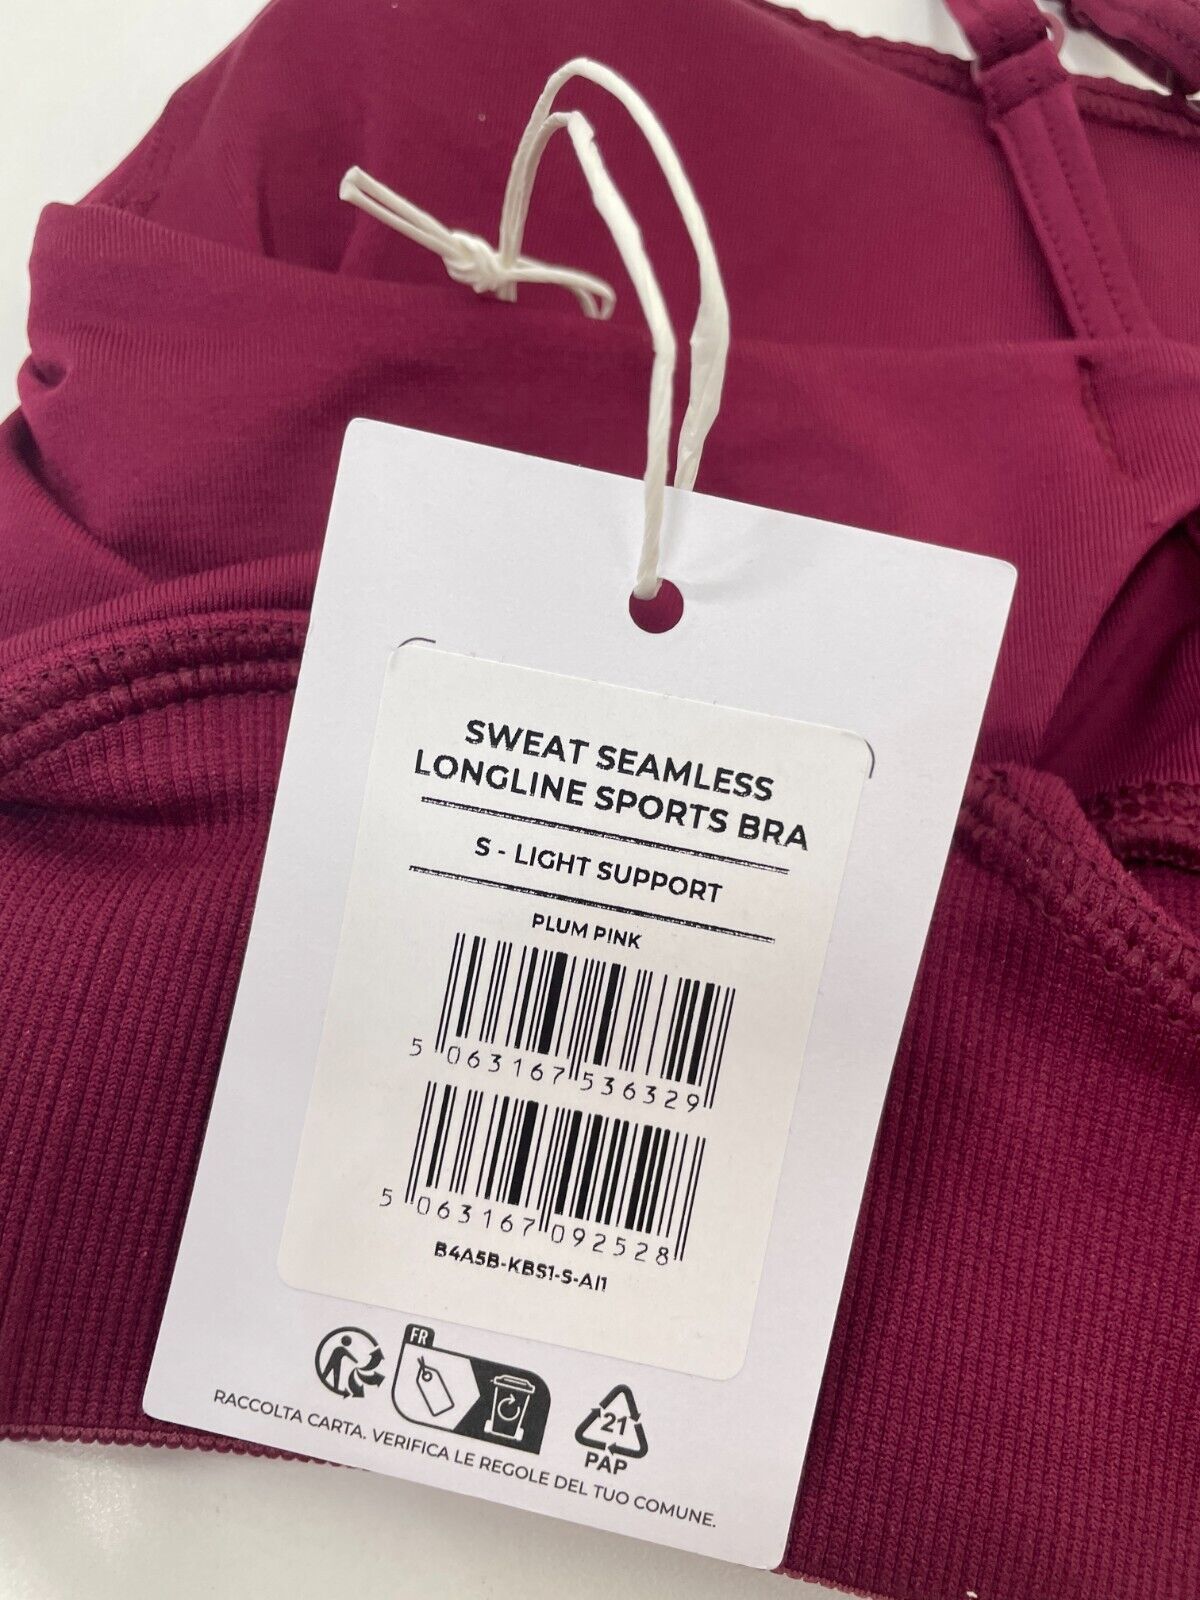 SWEAT SEAMLESS
LONGLINE SPORTS BRA
S - LIGHT SUPPORT
PLUM PINK
5 063167 536329
5 063167 092528
B4A5B-KBS1-S-AI1
FR
21
PAP
RACCOLTA CARTA. VERIFICA LE REGOLE DEL TUO COMUNE.